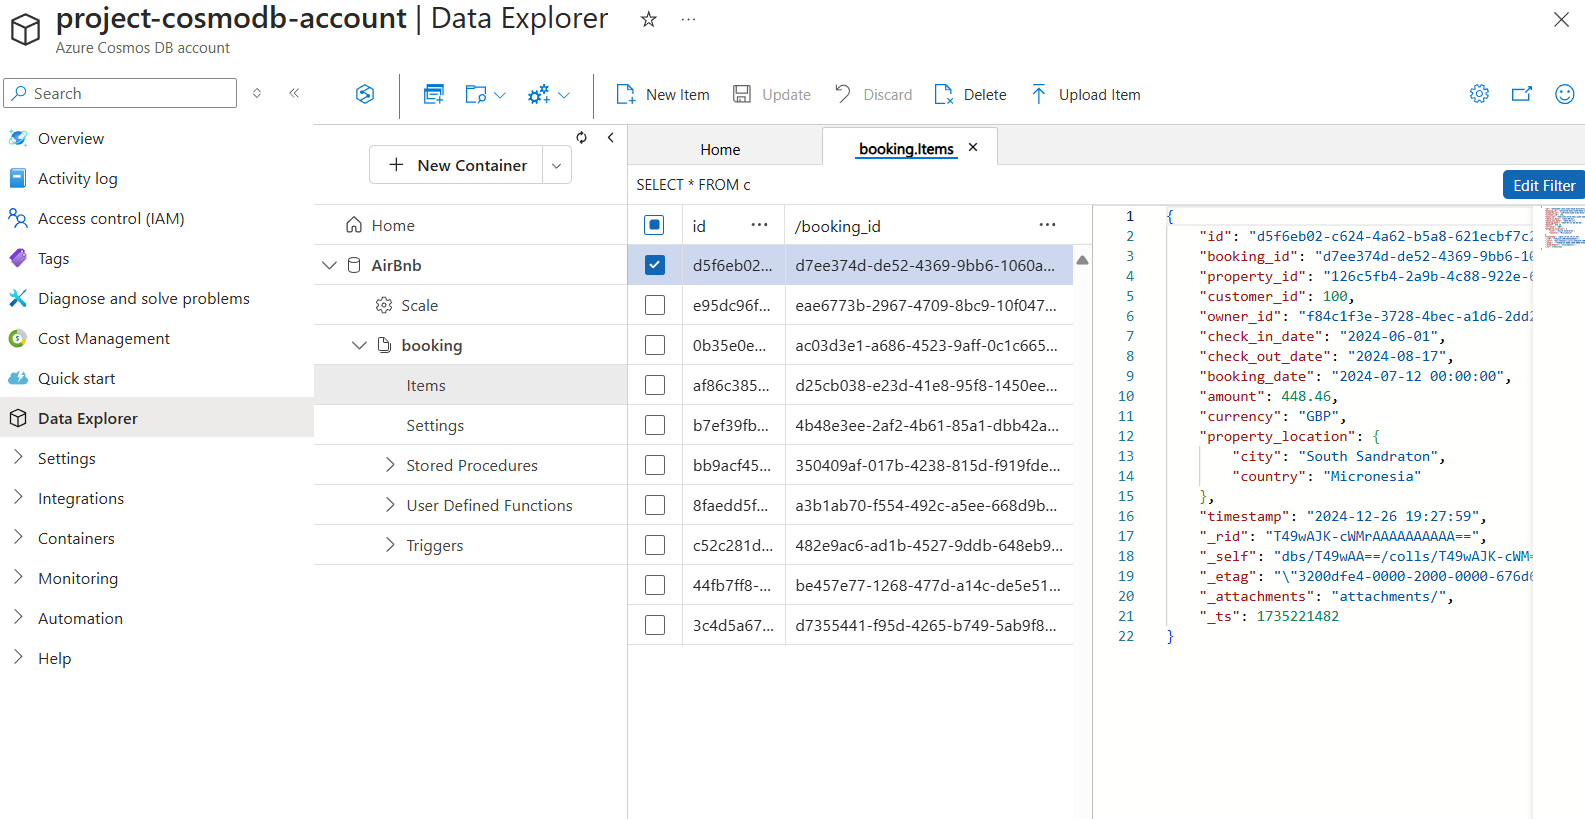 project-cosmodb-account | Data Explorer
Azure Cosmos DB account
Search
New Item
Update
Discard
Delete
Upload Item
Overview
Activity log
Access control (IAM)
Tags
Diagnose and solve problems
Cost Management
Quick start
Data Explorer
Settings
Integrations
Containers
Monitoring
Automation
Help
New Container
Home
AirBnb
Scale
booking
Items
Settings
Stored Procedures
User Defined Functions
Triggers
Home
booking.Items
SELECT * FROM c
Edit Filter
id ... /booking_id ...
d5f6eb02... d7ee374d-de52-4369-9bb6-1060a...
e95dc96f... eae6773b-2967-4709-8bc9-10f047...
0b35e0e... ac03d3e1-a686-4523-9aff-0c1c665...
af86c385... d25cb038-e23d-41e8-95f8-1450ee...
b7ef39fb... 4b48e3ee-2af2-4b61-85a1-dbb42a...
bb9acf45... 350409af-017b-4238-815d-f919fde...
8faedd5f... a3b1ab70-f554-492c-a5ee-668d9b...
c52c281d... 482e9ac6-ad1b-4527-9ddb-648eb9...
44fb7ff8-... be457e77-1268-477d-a14c-de5e51...
3c4d5a67... d7355441-f95d-4265-b749-5ab9f8...
1 {
2 "id": "d5f6eb02-c624-4a62-b5a8-621ecbf7c2
3 "booking_id": "d7ee374d-de52-4369-9bb6-10
4 "property_id": "126c5fb4-2a9b-4c88-922e-6
5 "customer_id": 100,
6 "owner_id": "f84c1f3e-3728-4bec-a1d6-2dd2
7 "check_in_date": "2024-06-01",
8 "check_out_date": "2024-08-17",
9 "booking_date": "2024-07-12 00:00:00",
10 "amount": 448.46,
11 "currency": "GBP",
12 "property_location": {
13 "city": "South Sandraton",
14 "country": "Micronesia"
15 },
16 "timestamp": "2024-12-26 19:27:59",
17 "_rid": "T49wAJK-cWMrAAAAAAAAAA==",
18 "_self": "dbs/T49wAA==/colls/T49wAJK-cWM=
19 "_etag": "\"3200dfe4-0000-2000-0000-676d6
20 "_attachments": "attachments/",
21 "_ts": 1735221482
22 }